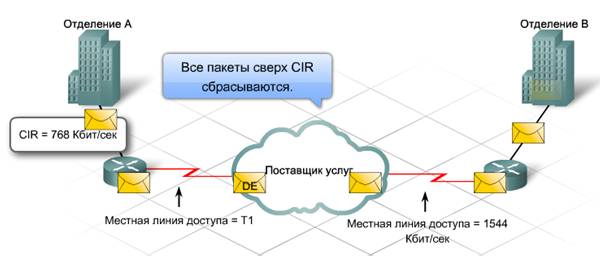 Отделение А
Отделение В
Все пакеты сверх CIR
сбрасываются.
CIR = 768 Кбит/сек
Поставщик услуг
DE
Местная линия доступа = T1
Местная линия доступа = 1544
Кбит/сек